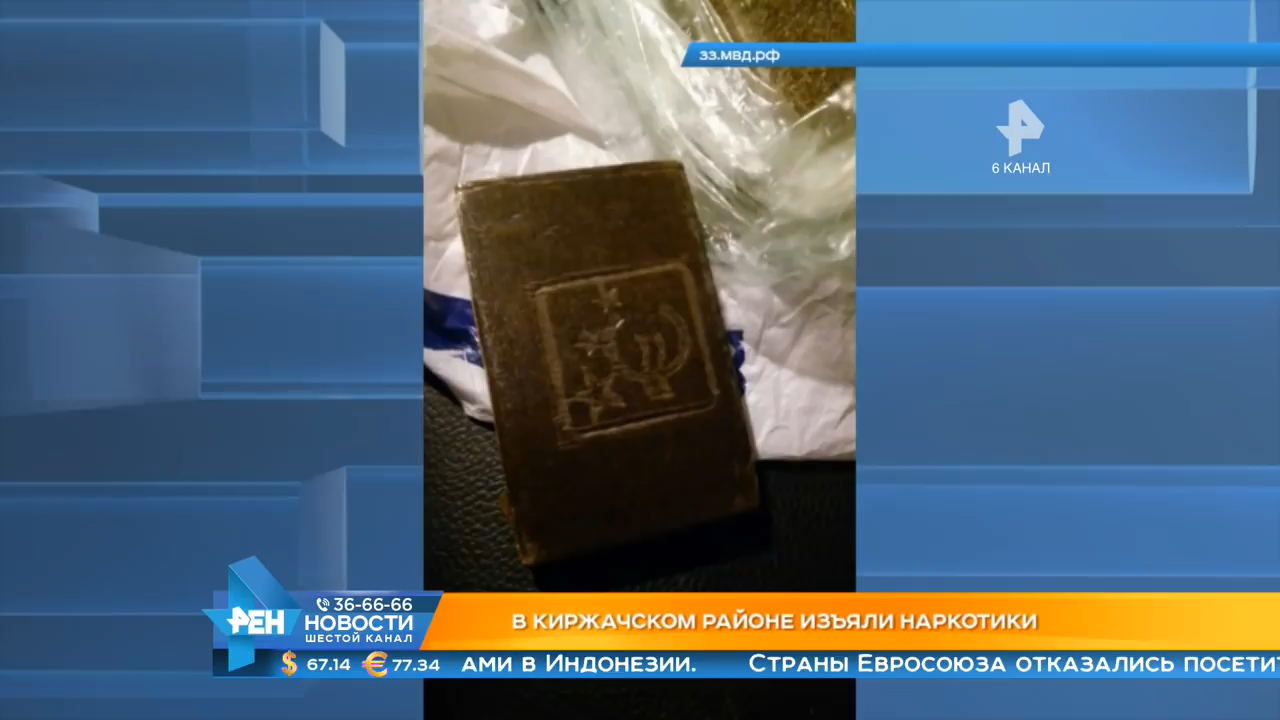 33.МВД.РФ
6 КАНАЛ
36-66-66
РЕН
НОВОСТИ
ШЕСТОЙ КАНАЛ
В КИРЖАЧСКОМ РАЙОНЕ ИЗЪЯЛИ НАРКОТИКИ
$ 67.14 € 77.34
АМИ В ИНДОНЕЗИИ. СТРАНЫ ЕВРОСОЮЗА ОТКАЗАЛИСЬ ПОСЕТИТ